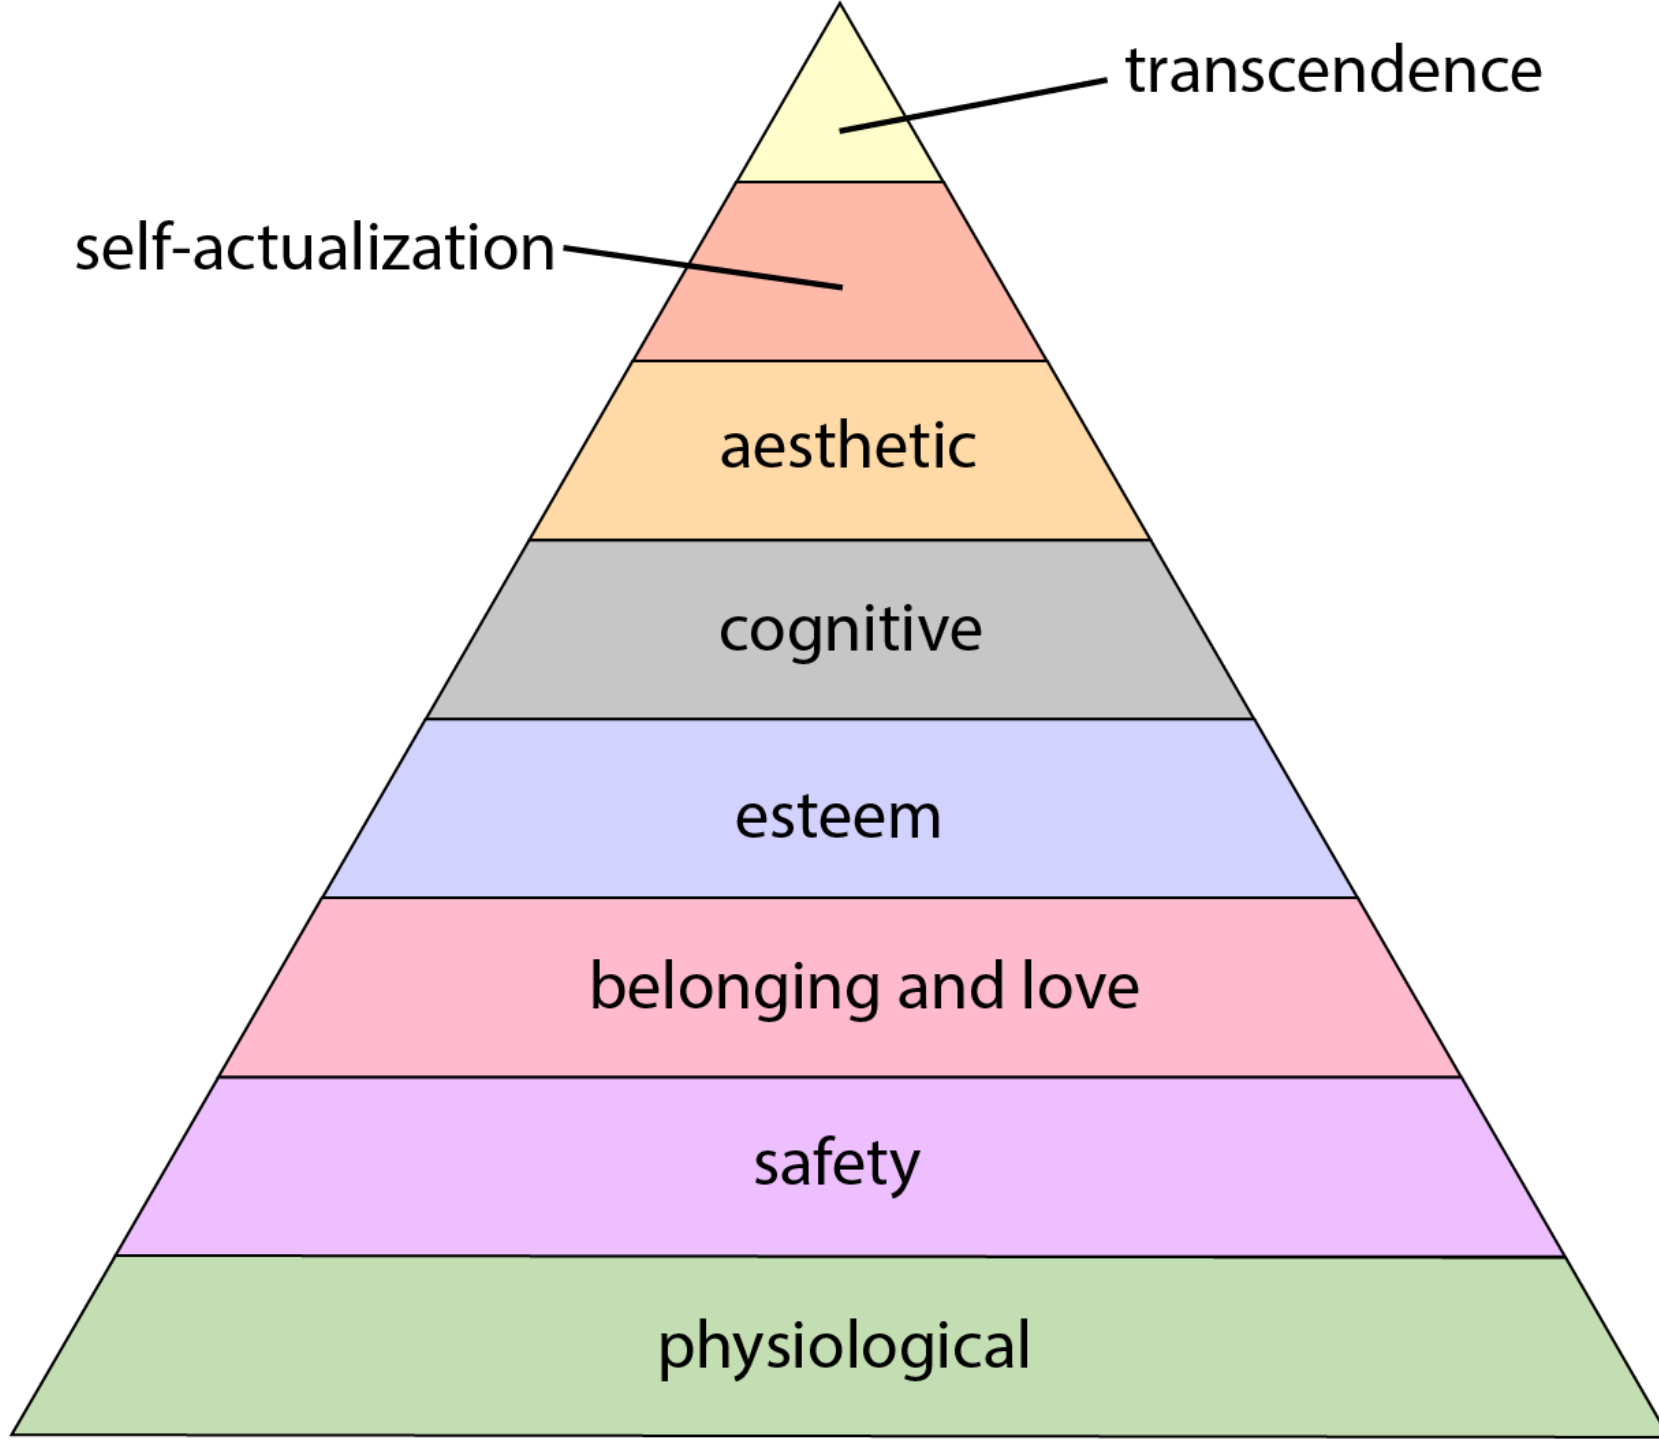 transcendence
self-actualization
aesthetic
cognitive
esteem
belonging and love
safety
physiological